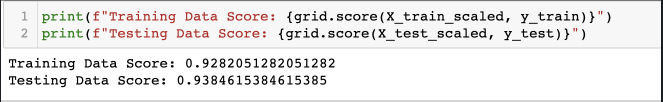 1 print(f"Training Data Score: {grid.score(X_train_scaled, y_train)}")
2 print(f"Testing Data Score: {grid.score(X_test_scaled, y_test)}")
Training Data Score: 0.9282051282051282
Testing Data Score: 0.9384615384615385